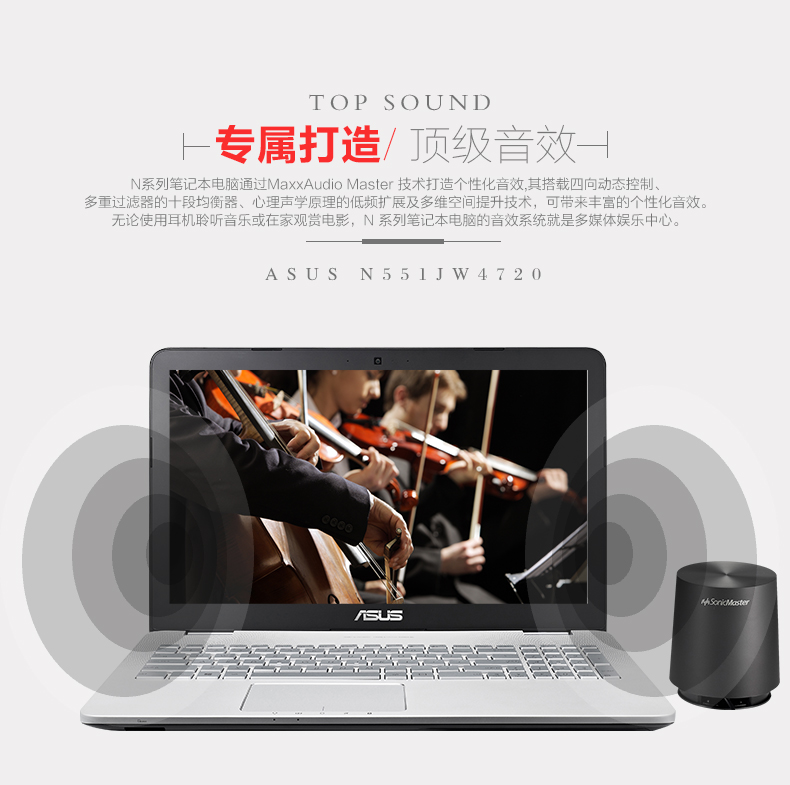 TOP SOUND
专属打造/ 顶级音效
N系列笔记本电脑通过MaxxAudio Master 技术打造个性化音效,其搭载四向动态控制、
多重过滤器的十段均衡器、心理声学原理的低频扩展及多维空间提升技术，可带来丰富的个性化音效。
无论使用耳机聆听音乐或在家观赏电影，N 系列笔记本电脑的音效系统就是多媒体娱乐中心。
ASUS N551JW4720
ASUS
SonicMaster